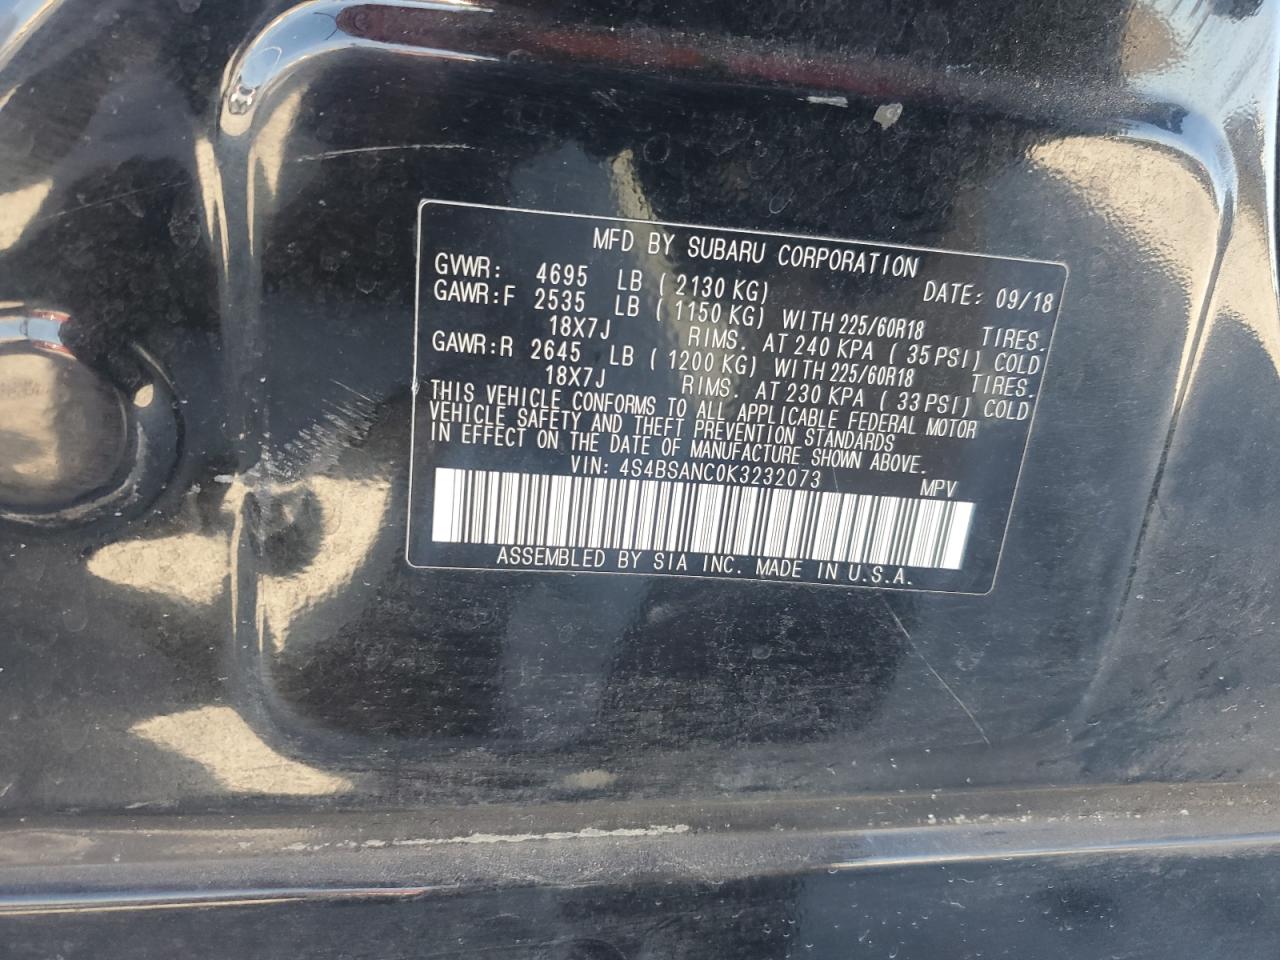 MFD BY SUBARU CORPORATION
GVWR: 4695 LB ( 2130 KG) DATE: 09/18
GAWR:F 2535 LB ( 1150 KG) WITH 225/60R18 TIRES.
18X7J RIMS. AT 240 KPA ( 35 PSI) COLD
GAWR:R 2645 LB ( 1200 KG) WITH 225/60R18 TIRES.
18X7J RIMS. AT 230 KPA ( 33 PSI) COLD
THIS VEHICLE CONFORMS TO ALL APPLICABLE FEDERAL MOTOR
VEHICLE SAFETY AND THEFT PREVENTION STANDARDS
IN EFFECT ON THE DATE OF MANUFACTURE SHOWN ABOVE.
VIN: 4S4BSANC0K3232073 MPV
ASSEMBLED BY SIA INC. MADE IN U.S.A.